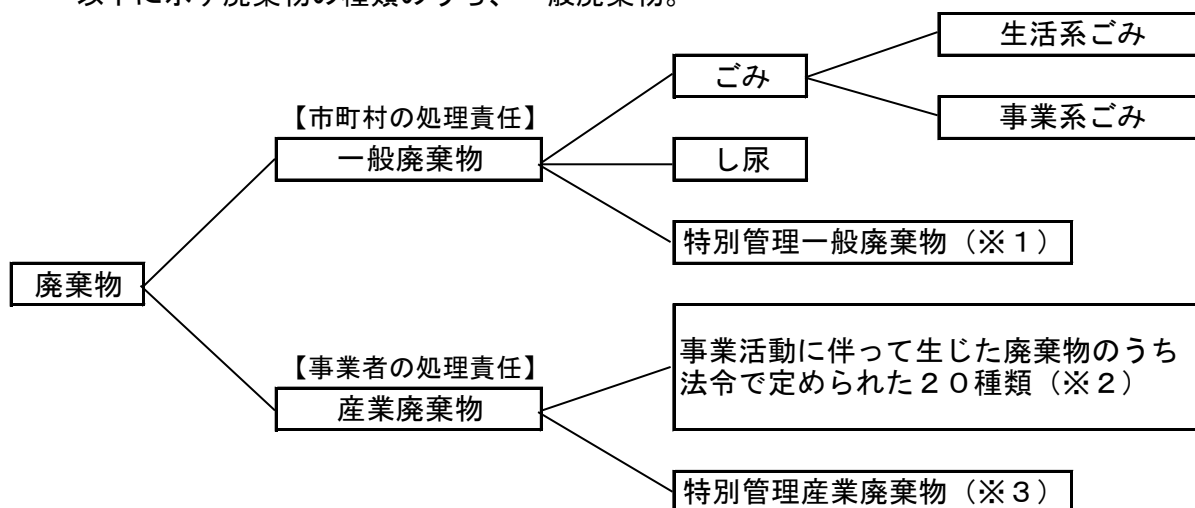 生活系ごみ
ごみ
【市町村の処理責任】
事業系ごみ
一般廃棄物
し尿
特別管理一般廃棄物（※１）
廃棄物
事業活動に伴って生じた廃棄物のうち
法令で定められた２０種類（※２）
【事業者の処理責任】
産業廃棄物
特別管理産業廃棄物（※３）